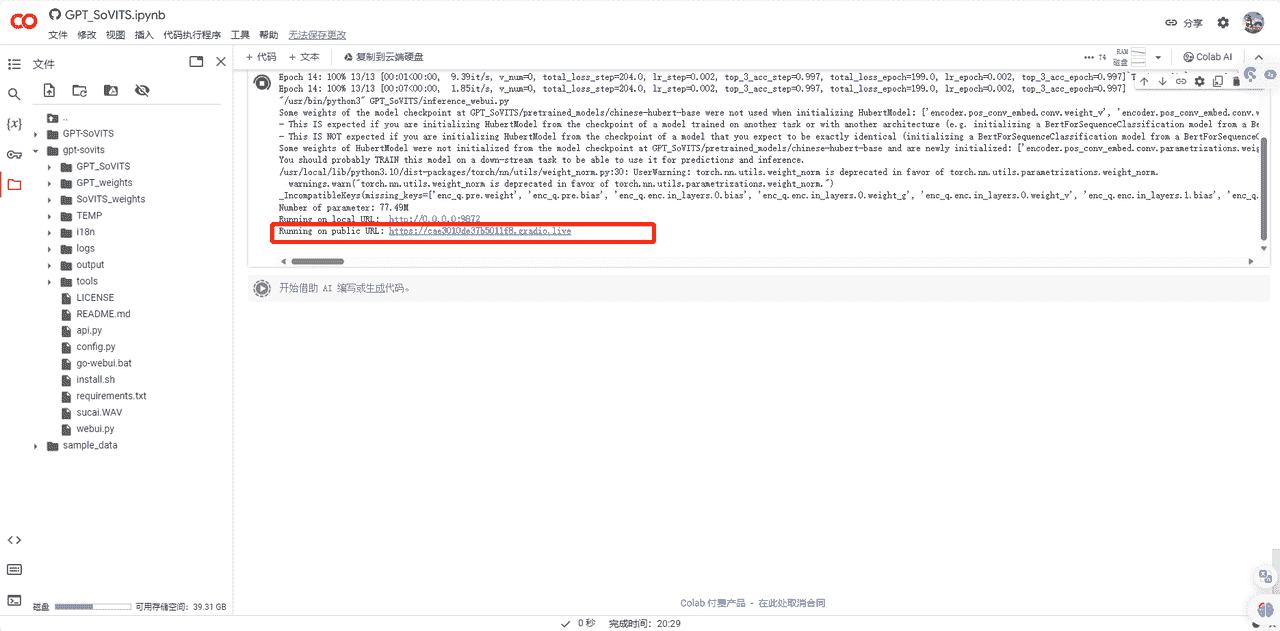 GPT_SoVITS.ipynb
文件 修改 视图 插入 代码执行程序 工具 帮助 无法保存更改
分享
文件
+ 代码 + 文本 复制到云端硬盘
RAM
磁盘
T4
Colab AI
..
GPT-SoVITS
gpt-sovits
GPT_SoVITS
GPT_weights
SoVITS_weights
TEMP
i18n
logs
output
tools
LICENSE
README.md
api.py
config.py
go-webui.bat
install.sh
requirements.txt
sucai.WAV
webui.py
sample_data
磁盘 可用存储空间：39.31 GB
Epoch 14: 100% 13/13 [00:01<00:00, 9.39it/s, v_num=0, total_loss_step=204.0, lr_step=0.002, top_3_acc_step=0.997, total_loss_epoch=199.0, lr_epoch=0.002, top_3_acc_epoch=0.997]
Epoch 14: 100% 13/13 [00:07<00:00, 1.85it/s, v_num=0, total_loss_step=204.0, lr_step=0.002, top_3_acc_step=0.997, total_loss_epoch=199.0, lr_epoch=0.002, top_3_acc_epoch=0.997]
"/usr/bin/python3" GPT_SoVITS/inference_webui.py
Some weights of the model checkpoint at GPT_SoVITS/pretrained_models/chinese-hubert-base were not used when initializing HubertModel: ['encoder.pos_conv_embed.conv.weight_v', 'encoder.pos_conv_embed.conv.w
- This IS expected if you are initializing HubertModel from the checkpoint of a model trained on another task or with another architecture (e.g. initializing a BertForSequenceClassification model from a Be
- This IS NOT expected if you are initializing HubertModel from the checkpoint of a model that you expect to be exactly identical (initializing a BertForSequenceClassification model from a BertForSequence
Some weights of HubertModel were not initialized from the model checkpoint at GPT_SoVITS/pretrained_models/chinese-hubert-base and are newly initialized: ['encoder.pos_conv_embed.conv.parametrizations.weig
You should probably TRAIN this model on a down-stream task to be able to use it for predictions and inference.
/usr/local/lib/python3.10/dist-packages/torch/nn/utils/weight_norm.py:30: UserWarning: torch.nn.utils.weight_norm is deprecated in favor of torch.nn.utils.parametrizations.weight_norm.
warnings.warn("torch.nn.utils.weight_norm is deprecated in favor of torch.nn.utils.parametrizations.weight_norm.")
_IncompatibleKeys(missing_keys=['enc_q.pre.weight', 'enc_q.pre.bias', 'enc_q.enc.in_layers.0.bias', 'enc_q.enc.in_layers.0.weight_g', 'enc_q.enc.in_layers.0.weight_v', 'enc_q.enc.in_layers.1.bias', 'enc_q.
Number of parameter: 77.49M
Running on local URL: http://0.0.0.0:9872
Running on public URL: https://cae3010de37b5011f8.gradio.live
开始借助 AI 编写或生成代码。
Colab 付费产品 - 在此处取消合同
0 秒 完成时间：20:29